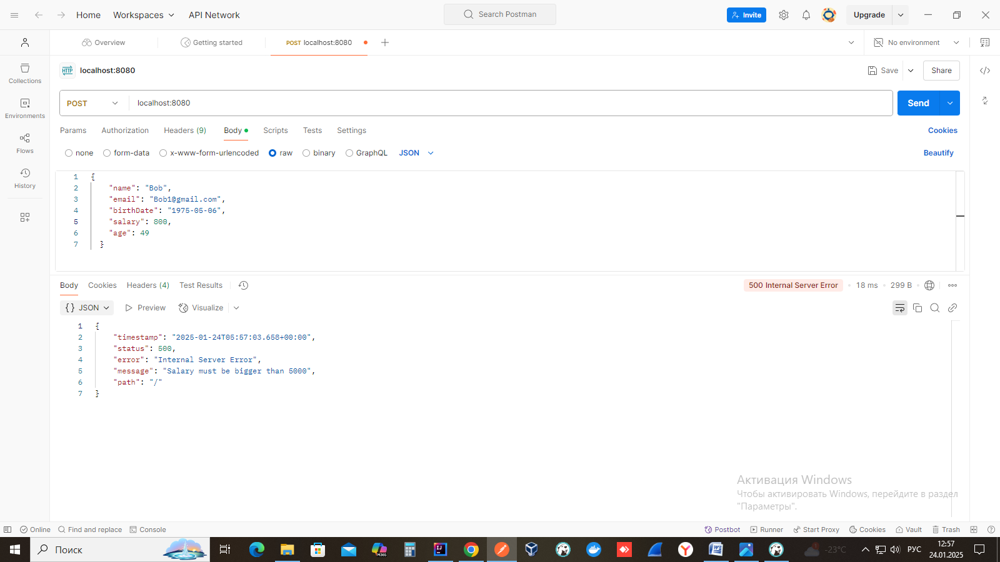 Home Workspaces API Network Search Postman Invite Upgrade
Overview Getting started POST localhost:8080 No environment
HTTP localhost:8080 Save Share
POST localhost:8080 Send
Params Authorization Headers (9) Body Scripts Tests Settings Cookies
none form-data x-www-form-urlencoded raw binary GraphQL JSON Beautify
Collections
Environments
Flows
History
1 {
2 "name": "Bob",
3 "email": "Bob1@gmail.com",
4 "birthDate": "1975-05-06",
5 "salary": 800,
6 "age": 49
7 }
Body Cookies Headers (4) Test Results 500 Internal Server Error 18 ms 299 B
{} JSON Preview Visualize
1 {
2 "timestamp": "2025-01-24T05:57:03.658+00:00",
3 "status": 500,
4 "error": "Internal Server Error",
5 "message": "Salary must be bigger than 5000",
6 "path": "/"
7 }
Активация Windows
Чтобы активировать Windows, перейдите в раздел
"Параметры".
Online Find and replace Console Postbot Runner Start Proxy Cookies Vault Trash
Поиск M365 IJ -23°C РУС 12:57
24.01.2025